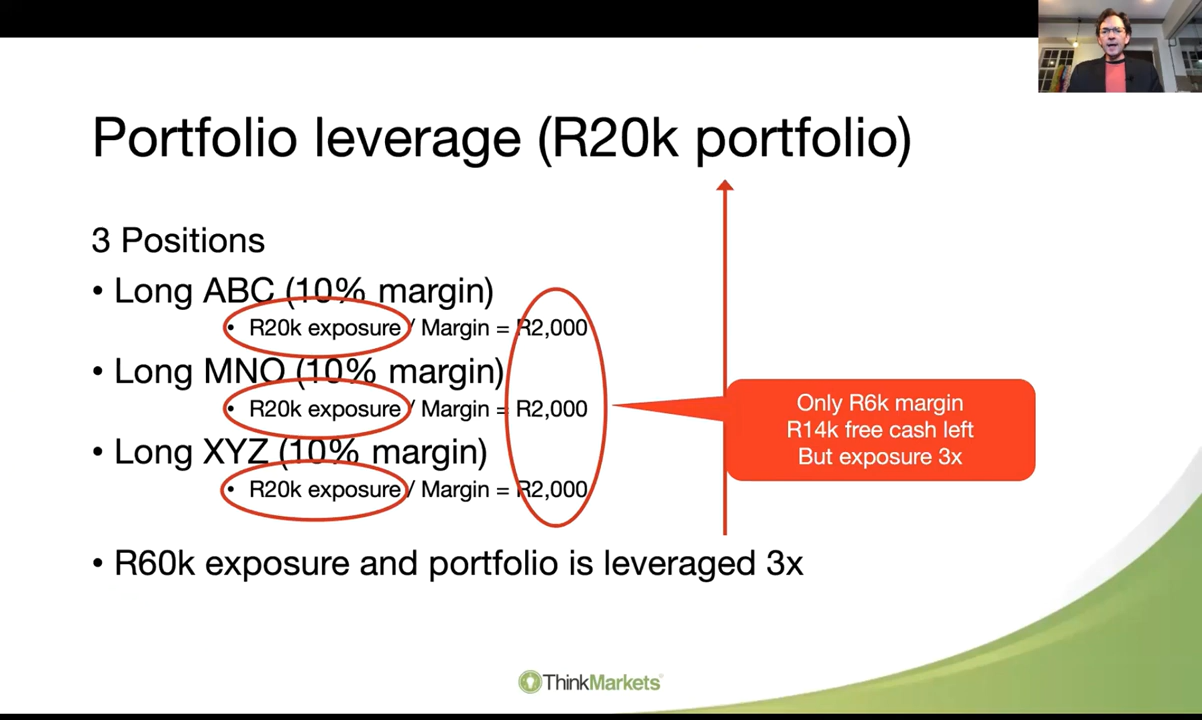 Portfolio leverage (R20k portfolio)
3 Positions
• Long ABC (10% margin)
• R20k exposure / Margin = R2,000
• Long MNO (10% margin)
• R20k exposure / Margin = R2,000
• Long XYZ (10% margin)
• R20k exposure / Margin = R2,000
Only R6k margin
R14k free cash left
But exposure 3x
• R60k exposure and portfolio is leveraged 3x
ThinkMarkets